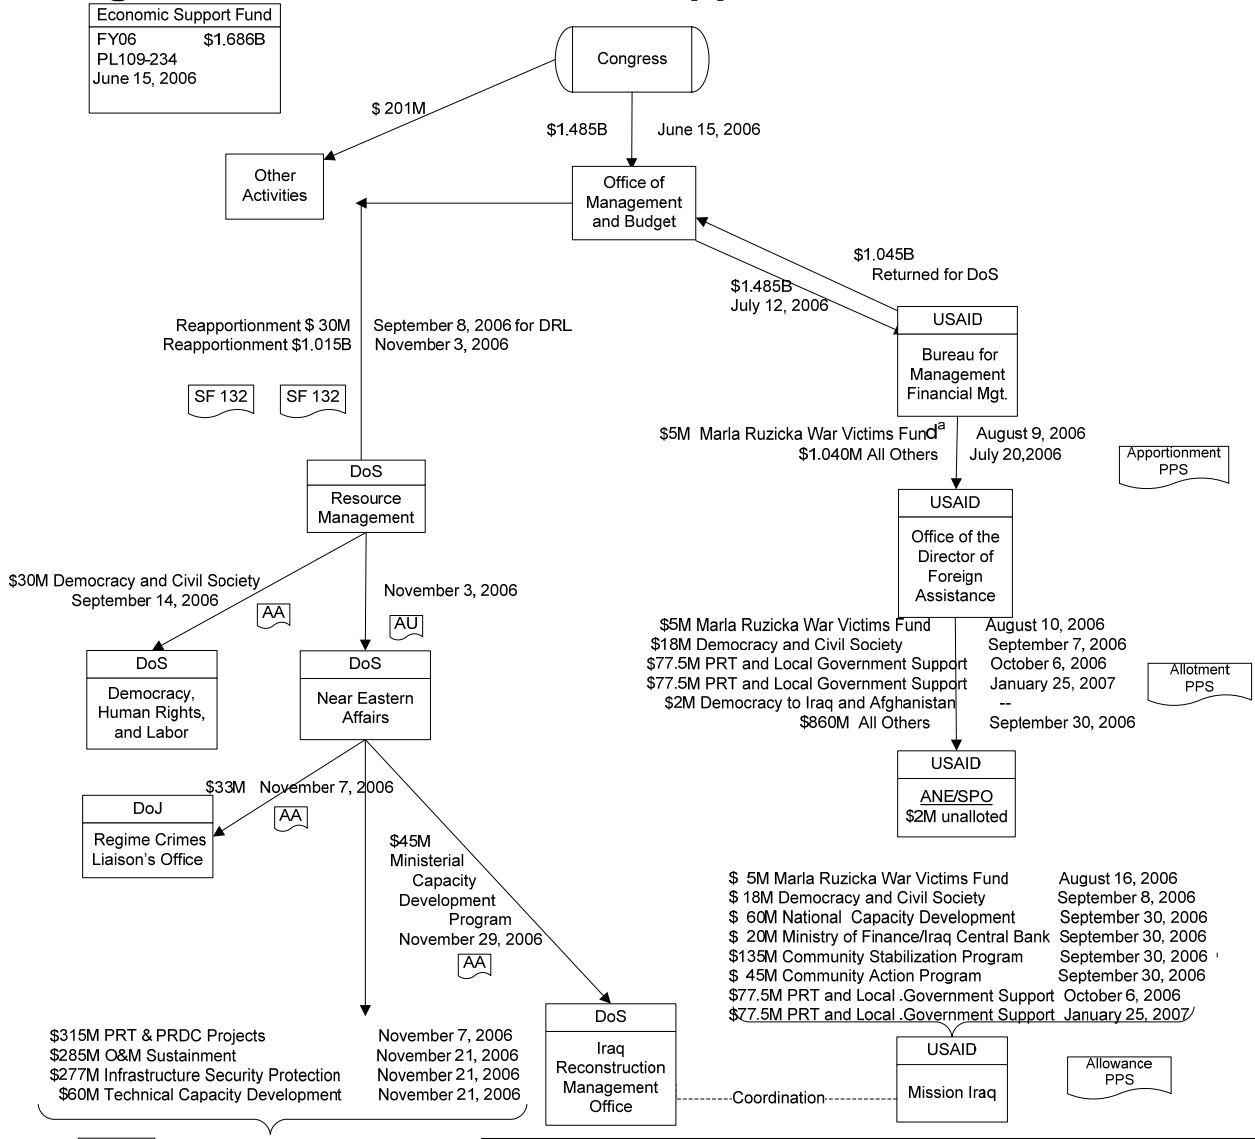 Economic Support Fund
FY06 $1.686B
PL109-234
June 15, 2006
Congress
$ 201M
$1.485B June 15, 2006
Other
Activities
Office of
Management
and Budget
$1.045B
Returned for DoS
$1.485B
July 12, 2006
Reapportionment $ 30M September 8, 2006 for DRL
Reapportionment $1.015B November 3, 2006
SF 132 SF 132
USAID
Bureau for
Management
Financial Mgt.
$5M Marla Ruzicka War Victims Fundᵃ August 9, 2006
$1.040M All Others July 20,2006
Apportionment
PPS
DoS
Resource
Management
USAID
Office of the
Director of
Foreign
Assistance
$30M Democracy and Civil Society
September 14, 2006
AA
November 3, 2006
AU
$5M Marla Ruzicka War Victims Fund August 10, 2006
$18M Democracy and Civil Society September 7, 2006
$77.5M PRT and Local Government Support October 6, 2006
$77.5M PRT and Local Government Support January 25, 2007
$2M Democracy to Iraq and Afghanistan --
$860M All Others September 30, 2006
Allotment
PPS
DoS
Democracy,
Human Rights,
and Labor
DoS
Near Eastern
Affairs
USAID
ANE/SPO
$2M unalloted
$33M November 7, 2006
AA
DoJ
Regime Crimes
Liaison's Office
$45M
Ministerial
Capacity
Development
Program
November 29, 2006
AA
$ 5M Marla Ruzicka War Victims Fund August 16, 2006
$ 18M Democracy and Civil Society September 8, 2006
$ 60M National Capacity Development September 30, 2006
$ 20M Ministry of Finance/Iraq Central Bank September 30, 2006
$135M Community Stabilization Program September 30, 2006
$ 45M Community Action Program September 30, 2006
$77.5M PRT and Local .Government Support October 6, 2006
$77.5M PRT and Local .Government Support January 25, 2007
$315M PRT & PRDC Projects November 7, 2006
$285M O&M Sustainment November 21, 2006
$277M Infrastructure Security Protection November 21, 2006
$60M Technical Capacity Development November 21, 2006
DoS
Iraq
Reconstruction
Management
Office
Coordination
USAID
Mission Iraq
Allowance
PPS